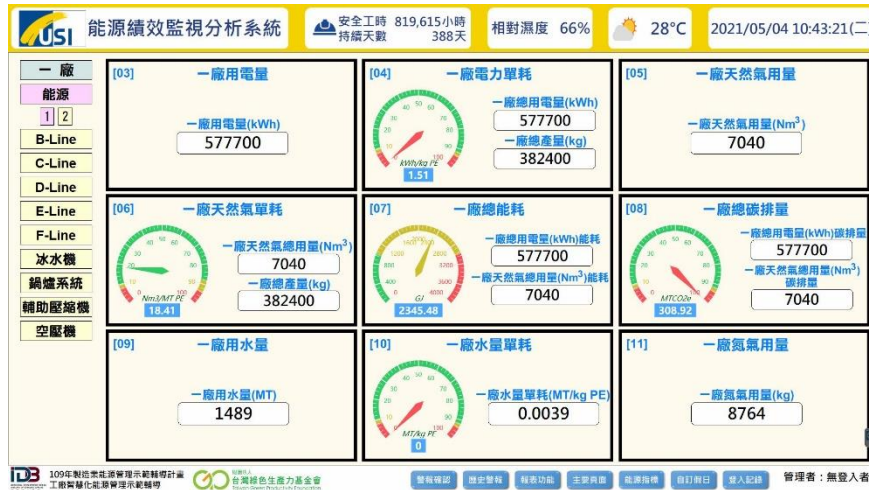 USI 能源績效監視分析系統
安全工時 819,615小時
持續天數 388天
相對濕度 66%
28°C
2021/05/04 10:43:21(二
一 廠
能源
1 2
B-Line
C-Line
D-Line
E-Line
F-Line
冰水機
鍋爐系統
輔助壓縮機
空壓機
[03] 一廠用電量
一廠用電量(kWh)
577700
[04] 一廠電力單耗
kWh/kg PE
1.51
一廠總用電量(kWh)
577700
一廠總產量(kg)
382400
[05] 一廠天然氣用量
一廠天然氣用量(Nm³)
7040
[06] 一廠天然氣單耗
Nm3/MT PE
18.41
一廠天然氣總用量(Nm³)
7040
一廠總產量(kg)
382400
[07] 一廠總能耗
GJ
2345.48
一廠總用電量(kWh)能耗
577700
一廠天然氣總用量(Nm³)能耗
7040
[08] 一廠總碳排量
MTCO2e
308.92
一廠總用電量(kWh)碳排量
577700
一廠天然氣總用量(Nm³)
碳排量
7040
[09] 一廠用水量
一廠用水量(MT)
1489
[10] 一廠水量單耗
MT/kg PE
0
一廠水量單耗(MT/kg PE)
0.0039
[11] 一廠氮氣用量
一廠氮氣用量(kg)
8764
IDB 109年製造業能源管理示範輔導計畫
工廠智慧化能源管理示範輔導
財團法人
台灣綠色生產力基金會
Taiwan Green Productivity Foundation
警報確認 歷史警報 報表功能 主要頁面 能源指標 自訂假日 登入記錄
管理者：無登入者